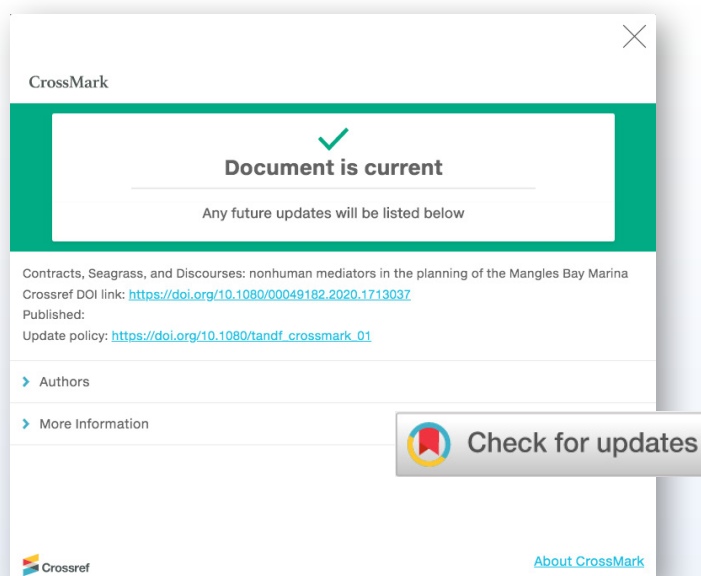 CrossMark
Document is current
Any future updates will be listed below
Contracts, Seagrass, and Discourses: nonhuman mediators in the planning of the Mangles Bay Marina
Crossref DOI link: https://doi.org/10.1080/00049182.2020.1713037
Published:
Update policy: https://doi.org/10.1080/tandf_crossmark_01
Authors
More Information
Check for updates
Crossref
About CrossMark